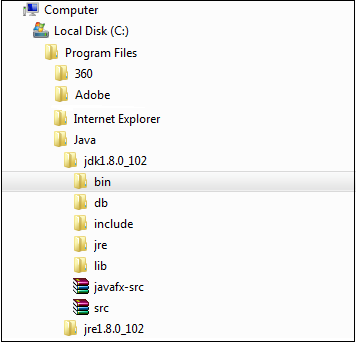 Computer
Local Disk (C:)
Program Files
360
Adobe
Internet Explorer
Java
jdk1.8.0_102
bin
db
include
jre
lib
javafx-src
src
jre1.8.0_102